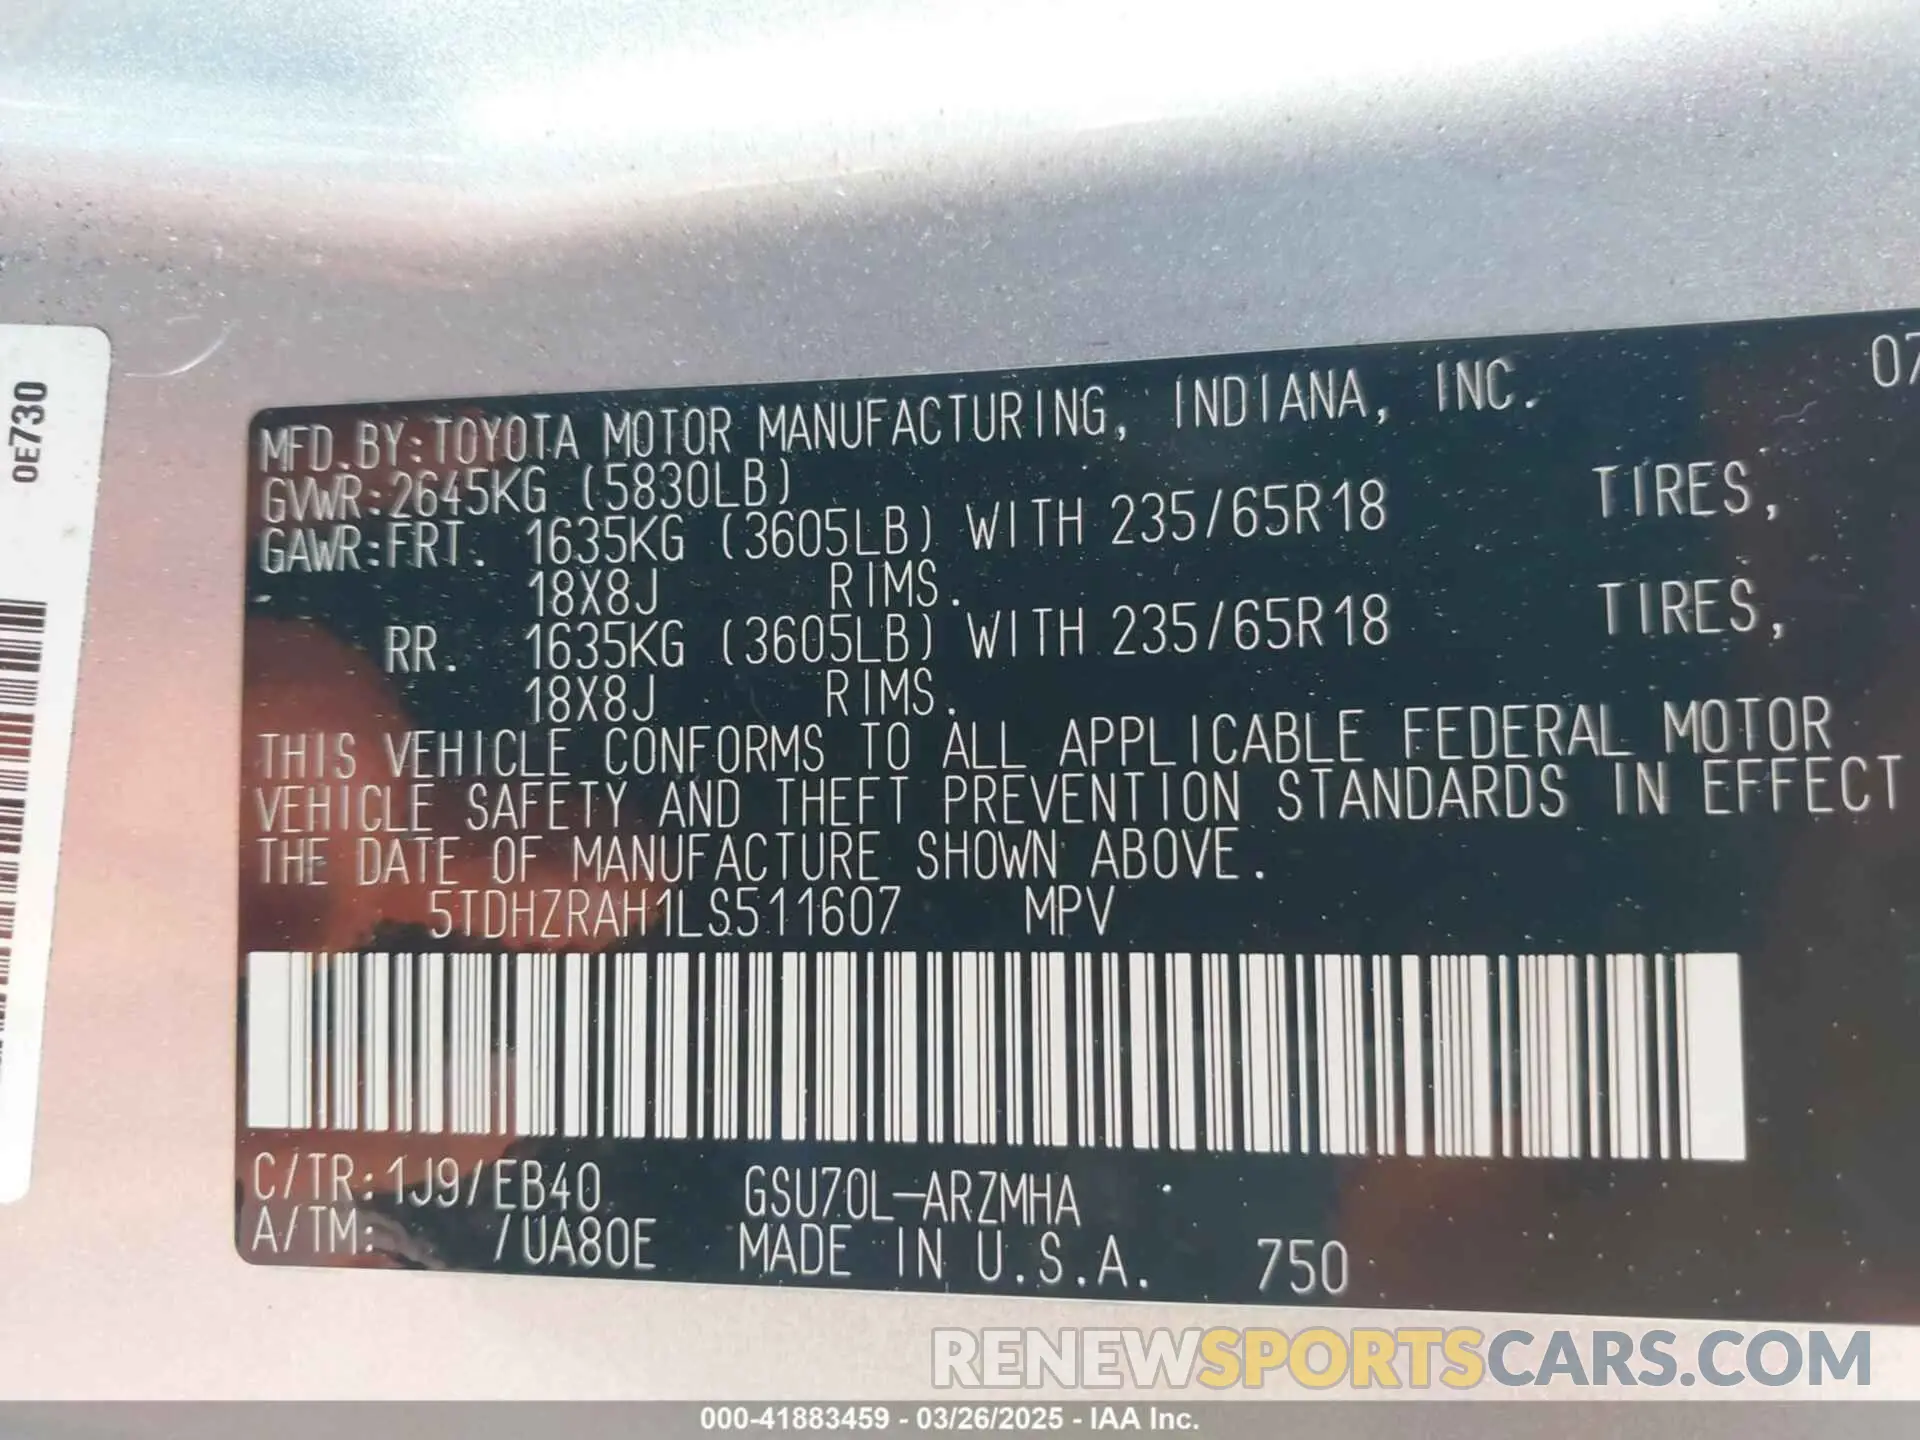 07
MFD.BY:TOYOTA MOTOR MANUFACTURING, INDIANA, INC.
GVWR:2645KG (5830LB)
GAWR:FRT. 1635KG (3605LB) WITH 235/65R18 TIRES,
18X8J RIMS.
RR. 1635KG (3605LB) WITH 235/65R18 TIRES,
18X8J RIMS.
THIS VEHICLE CONFORMS TO ALL APPLICABLE FEDERAL MOTOR
VEHICLE SAFETY AND THEFT PREVENTION STANDARDS IN EFFECT
THE DATE OF MANUFACTURE SHOWN ABOVE.
5TDHZRAH1LS511607 MPV
C/TR:1J9/EB40 GSU70L-ARZMHA
A/TM: /UA80E MADE IN U.S.A. 750
0E730
RENEWSPORTSCARS.COM
000-41883459 - 03/26/2025 - IAA Inc.